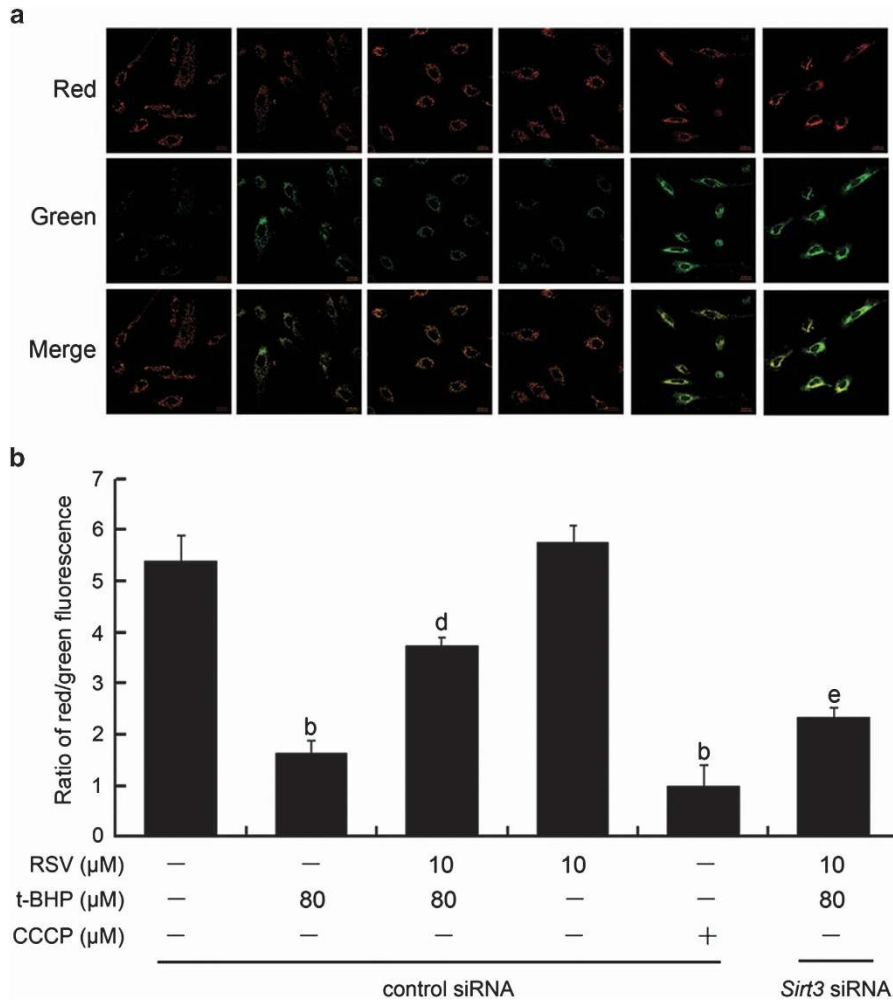 a
Red
Green
Merge
b
Ratio of red/green fluorescence
7
6
5
4
3
2
1
0
b
d
b
e
RSV (µM) — — 10 10 — 10
t-BHP (µM) — 80 80 — — 80
CCCP (µM) — — — — + —
control siRNA Sirt3 siRNA